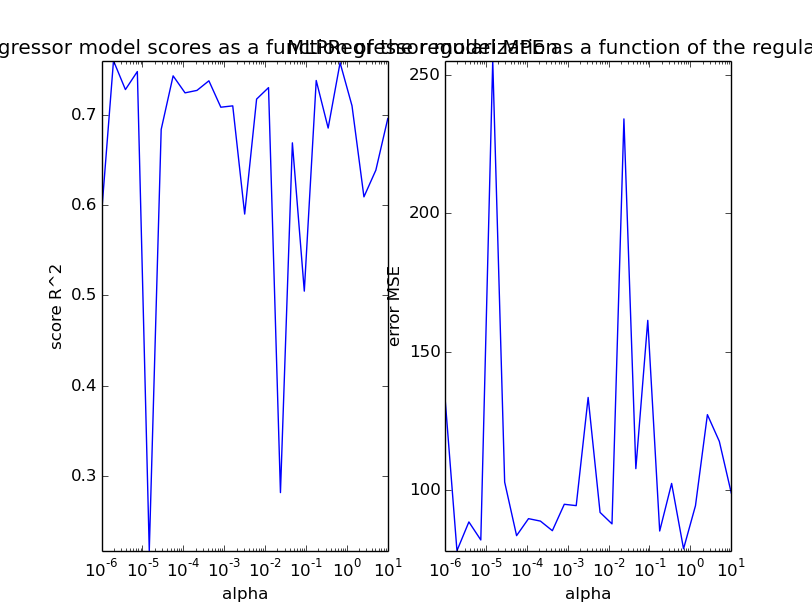 gressor model scores as a function of the regularization
MLPRegressor model MPE as a function of the regula
score R^2
0.7
0.6
0.5
0.4
0.3
10^-6 10^-5 10^-4 10^-3 10^-2 10^-1 10^0 10^1
alpha
error MSE
250
200
150
100
10^-6 10^-5 10^-4 10^-3 10^-2 10^-1 10^0 10^1
alpha